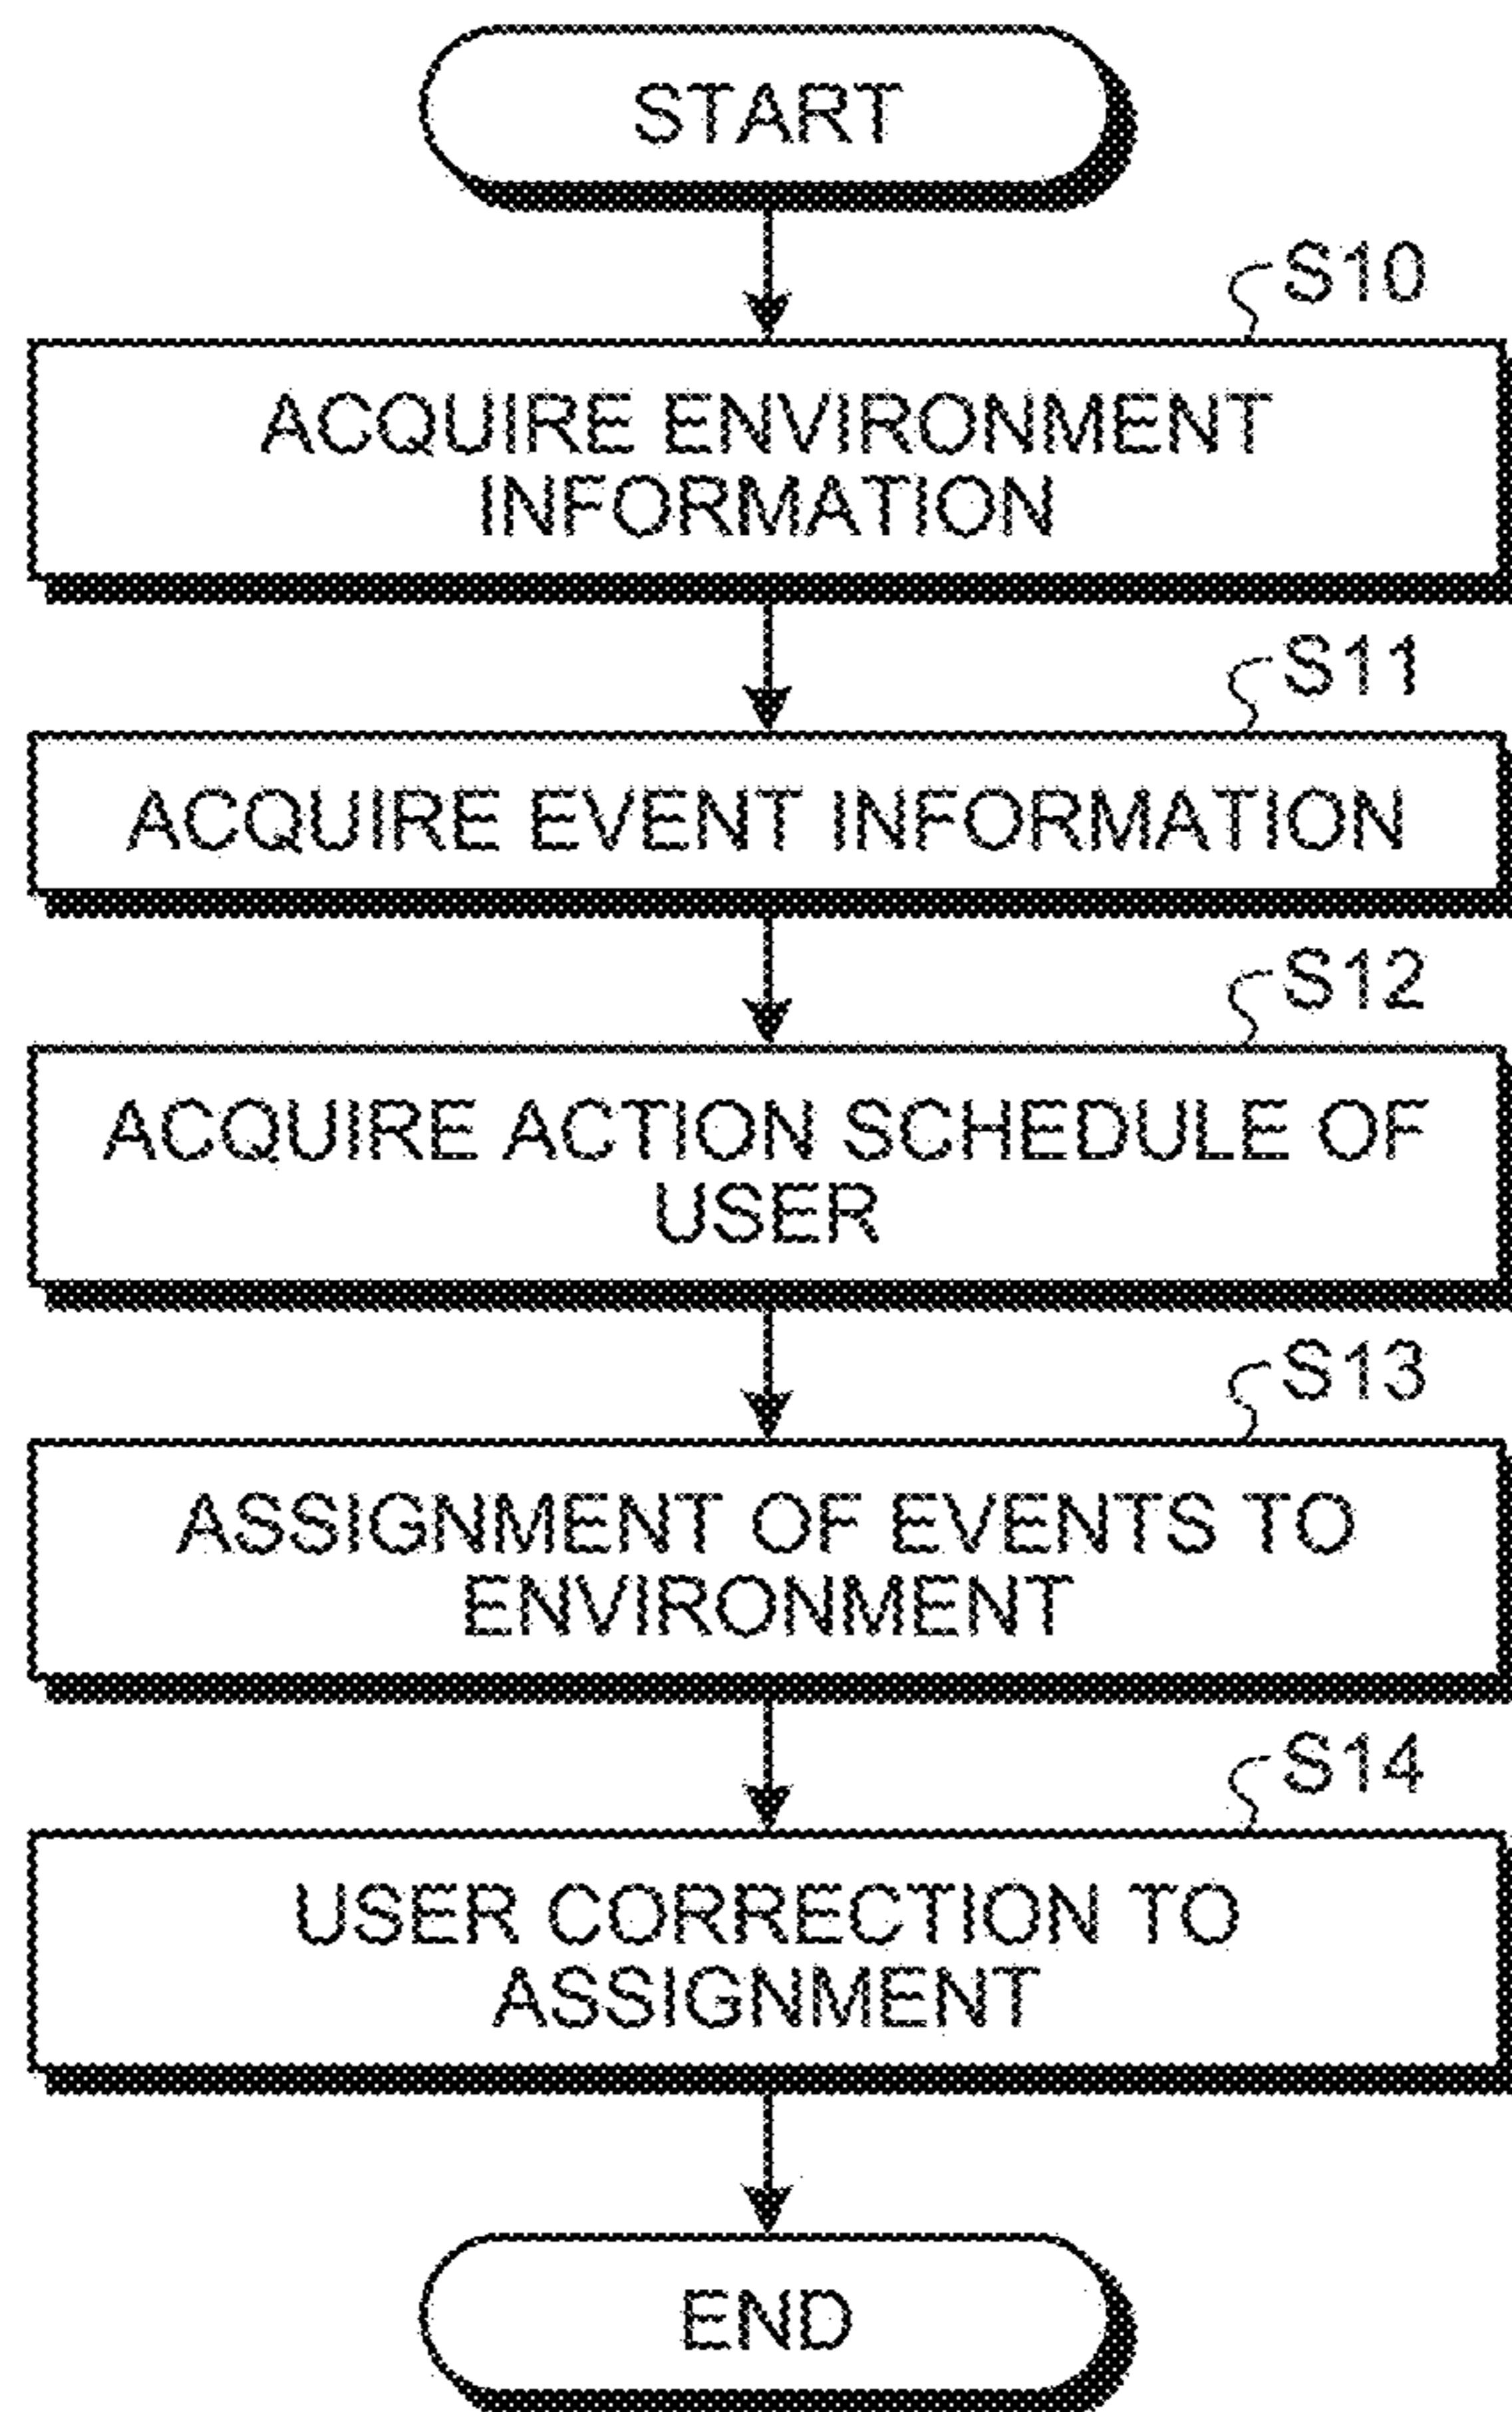 START
S10
ACQUIRE ENVIRONMENT
INFORMATION
S11
ACQUIRE EVENT INFORMATION
S12
ACQUIRE ACTION SCHEDULE OF
USER
S13
ASSIGNMENT OF EVENTS TO
ENVIRONMENT
S14
USER CORRECTION TO
ASSIGNMENT
END